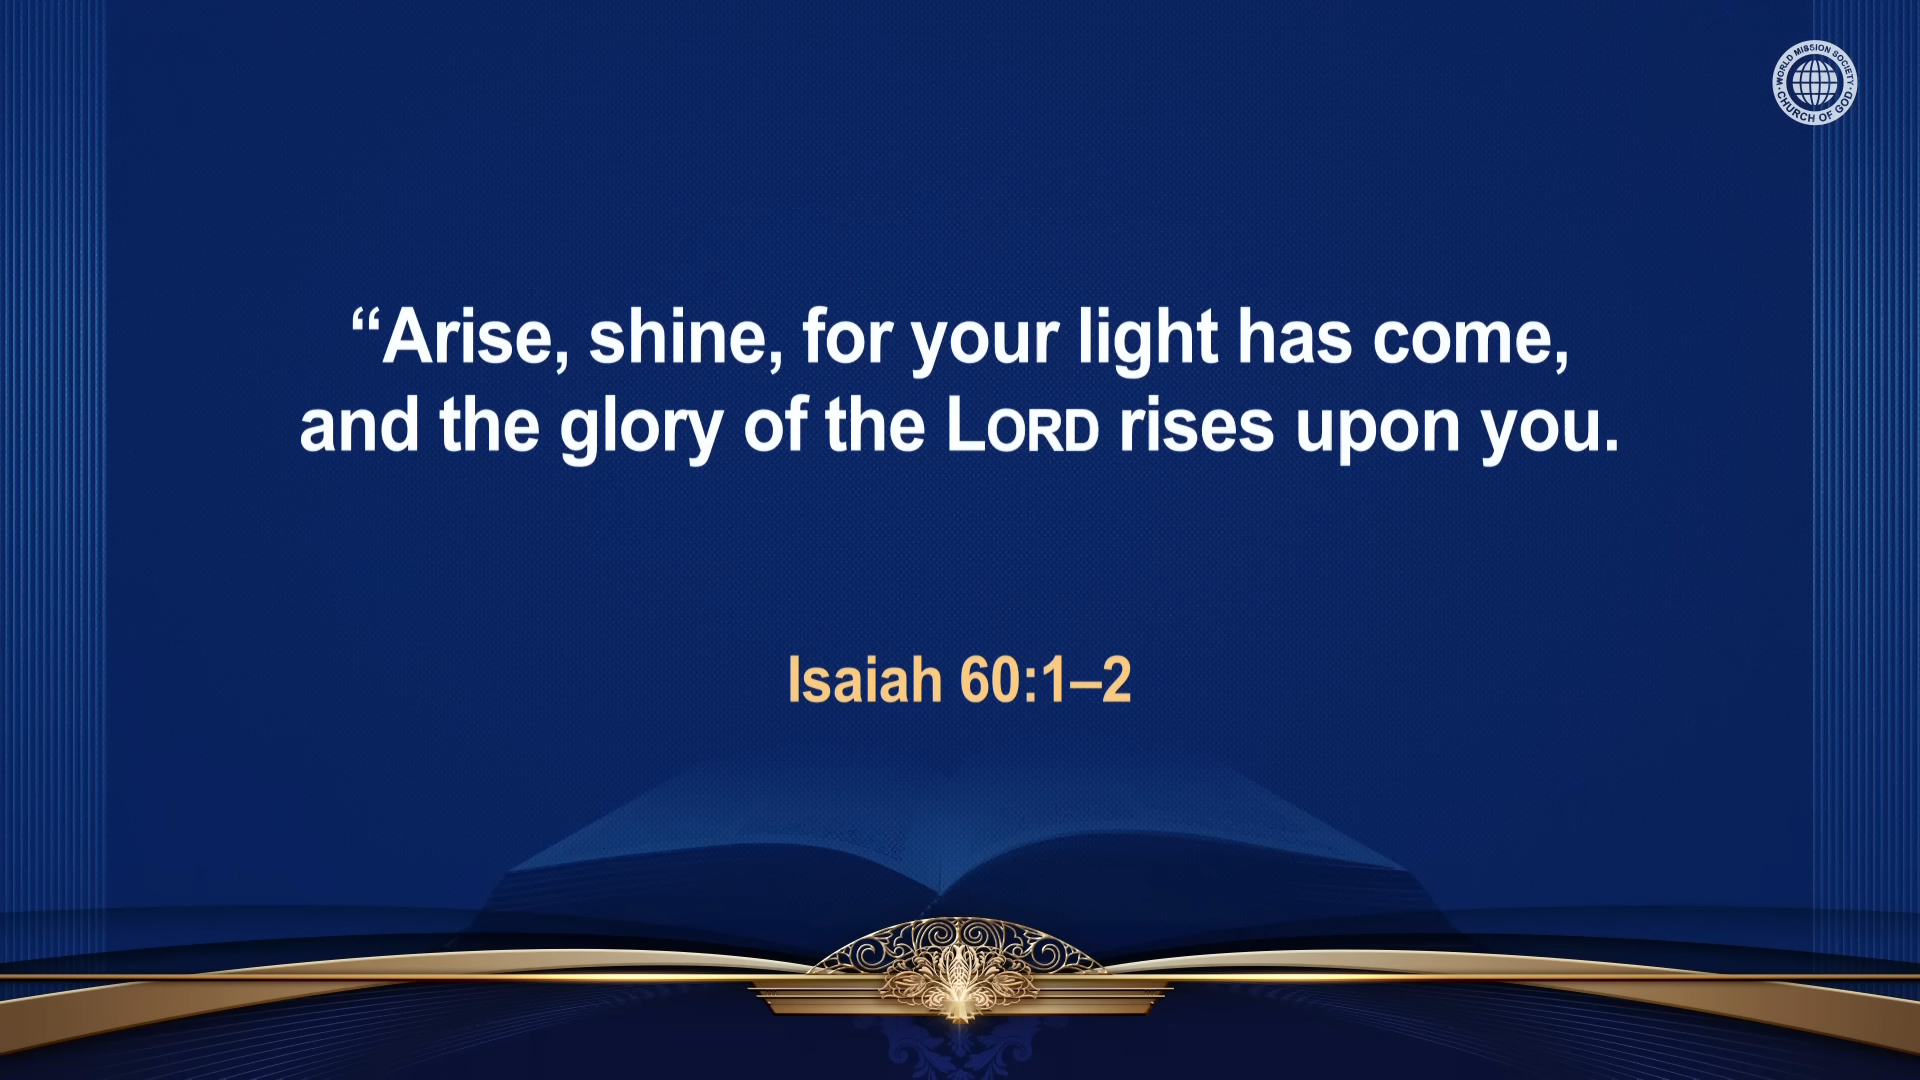 WORLD MISSION SOCIETY
CHURCH OF GOD
“Arise, shine, for your light has come,
and the glory of the LORD rises upon you.
Isaiah 60:1–2